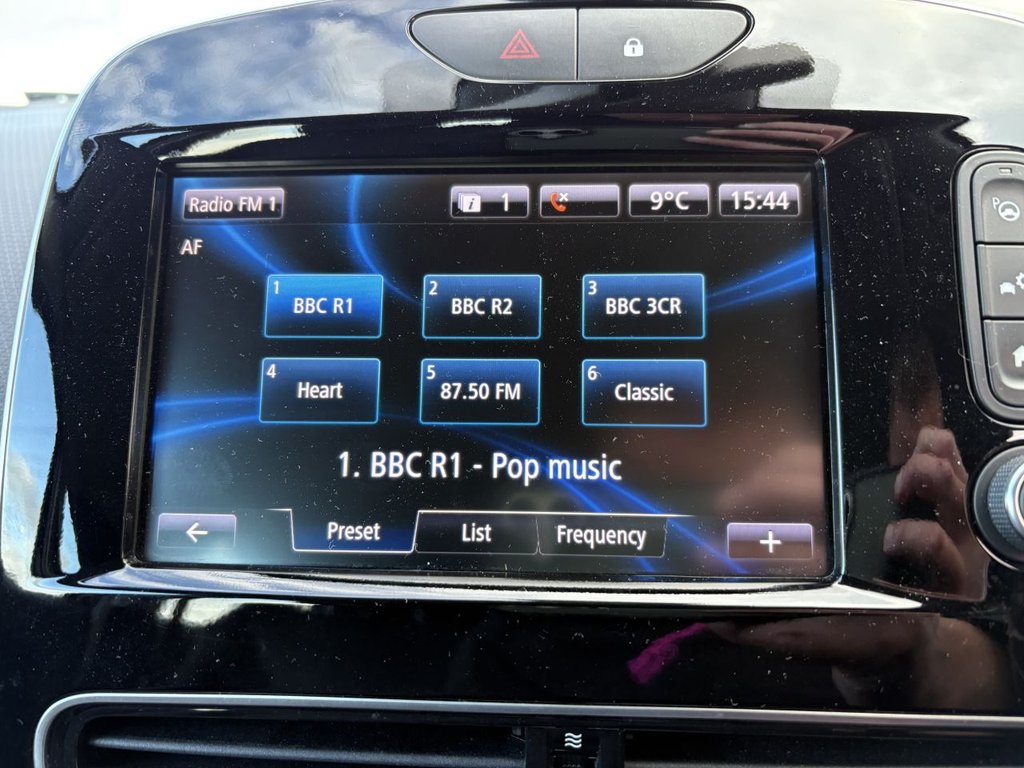 Radio FM 1 i 1 9°C 15:44
AF
1 BBC R1 2 BBC R2 3 BBC 3CR
4 Heart 5 87.50 FM 6 Classic
1. BBC R1 - Pop music
Preset List Frequency +
P